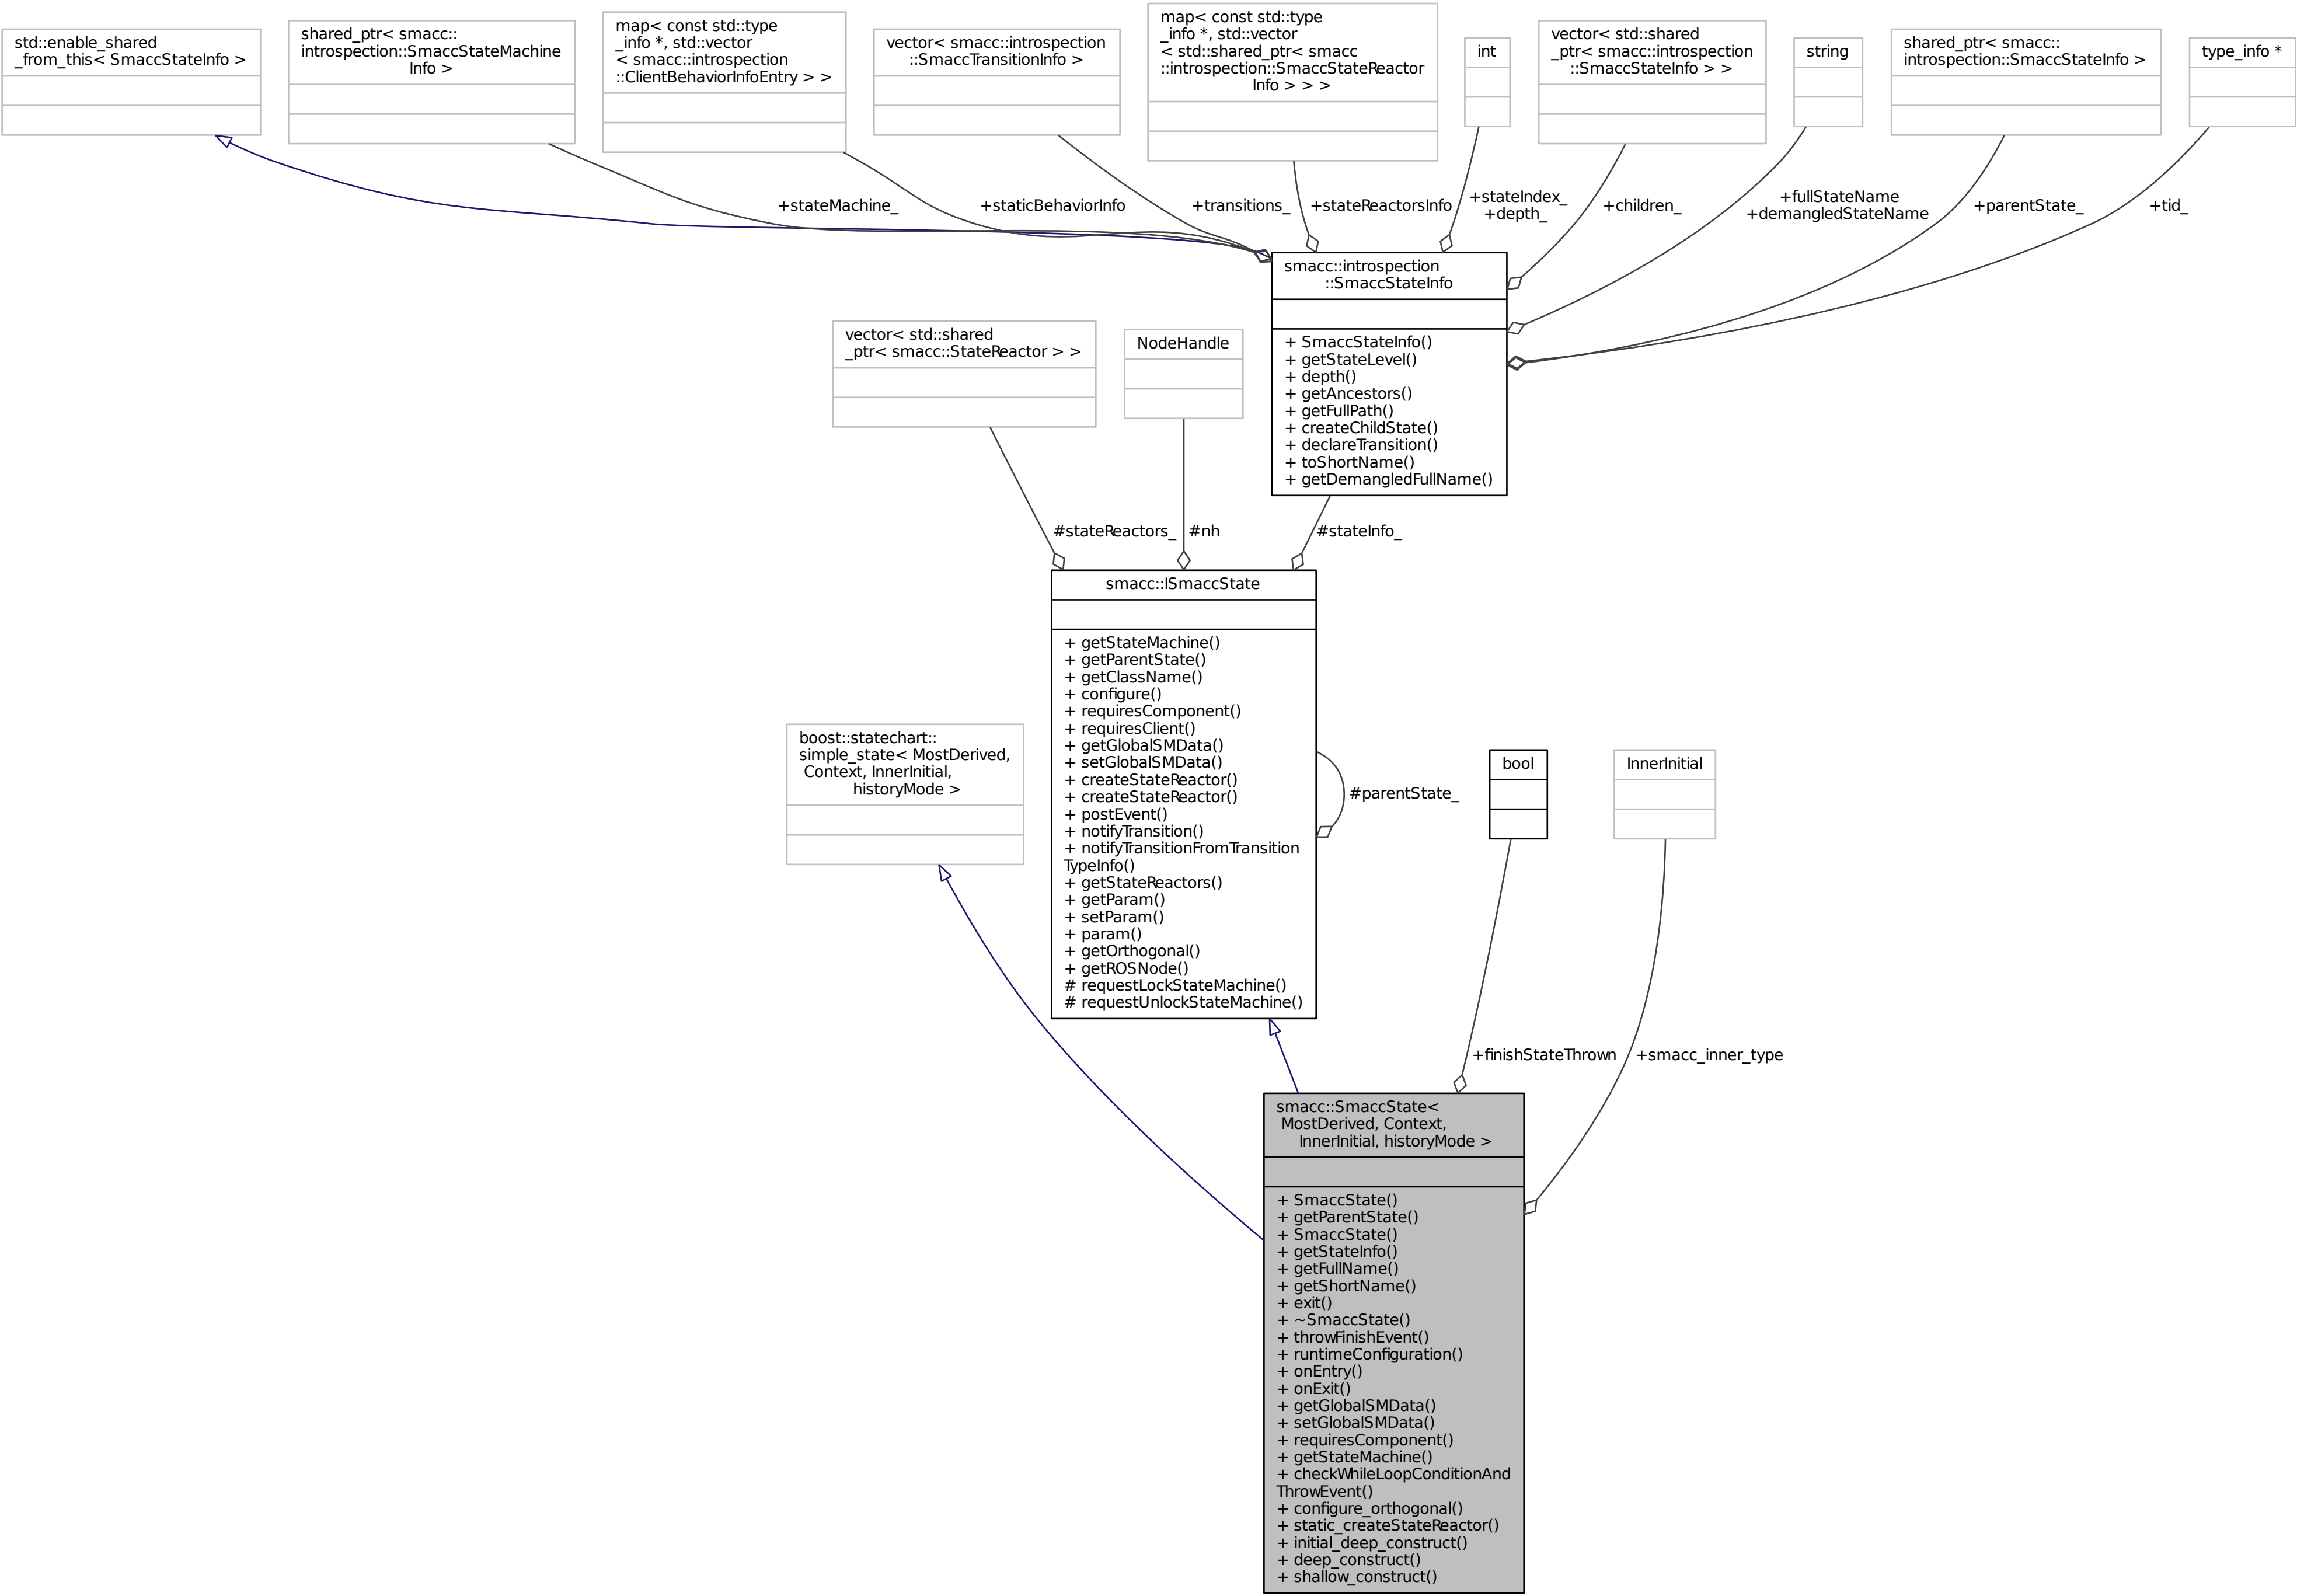 std::enable_shared
_from_this< SmaccStateInfo >
shared_ptr< smacc::
introspection::SmaccStateMachine
Info >
map< const std::type
_info *, std::vector
< smacc::introspection
::ClientBehaviorInfoEntry > >
vector< smacc::introspection
::SmaccTransitionInfo >
map< const std::type
_info *, std::vector
< std::shared_ptr< smacc
::introspection::SmaccStateReactor
Info > > >
int
vector< std::shared
_ptr< smacc::introspection
::SmaccStateInfo > >
string
shared_ptr< smacc::
introspection::SmaccStateInfo >
type_info *
+stateMachine_
+staticBehaviorInfo
+transitions_
+stateReactorsInfo
+stateIndex_
+depth_
+children_
+fullStateName
+demangledStateName
+parentState_
+tid_
smacc::introspection
::SmaccStateInfo
+ SmaccStateInfo()
+ getStateLevel()
+ depth()
+ getAncestors()
+ getFullPath()
+ createChildState()
+ declareTransition()
+ toShortName()
+ getDemangledFullName()
vector< std::shared
_ptr< smacc::StateReactor > >
NodeHandle
#stateReactors_
#nh
#stateInfo_
smacc::ISmaccState
+ getStateMachine()
+ getParentState()
+ getClassName()
+ configure()
+ requiresComponent()
+ requiresClient()
+ getGlobalSMData()
+ setGlobalSMData()
+ createStateReactor()
+ createStateReactor()
+ postEvent()
+ notifyTransition()
+ notifyTransitionFromTransition
TypeInfo()
+ getStateReactors()
+ getParam()
+ setParam()
+ param()
+ getOrthogonal()
+ getROSNode()
# requestLockStateMachine()
# requestUnlockStateMachine()
#parentState_
boost::statechart::
simple_state< MostDerived,
Context, InnerInitial,
historyMode >
bool
InnerInitial
+finishStateThrown
+smacc_inner_type
smacc::SmaccState<
MostDerived, Context,
InnerInitial, historyMode >
+ SmaccState()
+ getParentState()
+ SmaccState()
+ getStateInfo()
+ getFullName()
+ getShortName()
+ exit()
+ ~SmaccState()
+ throwFinishEvent()
+ runtimeConfiguration()
+ onEntry()
+ onExit()
+ getGlobalSMData()
+ setGlobalSMData()
+ requiresComponent()
+ getStateMachine()
+ checkWhileLoopConditionAnd
ThrowEvent()
+ configure_orthogonal()
+ static_createStateReactor()
+ initial_deep_construct()
+ deep_construct()
+ shallow_construct()